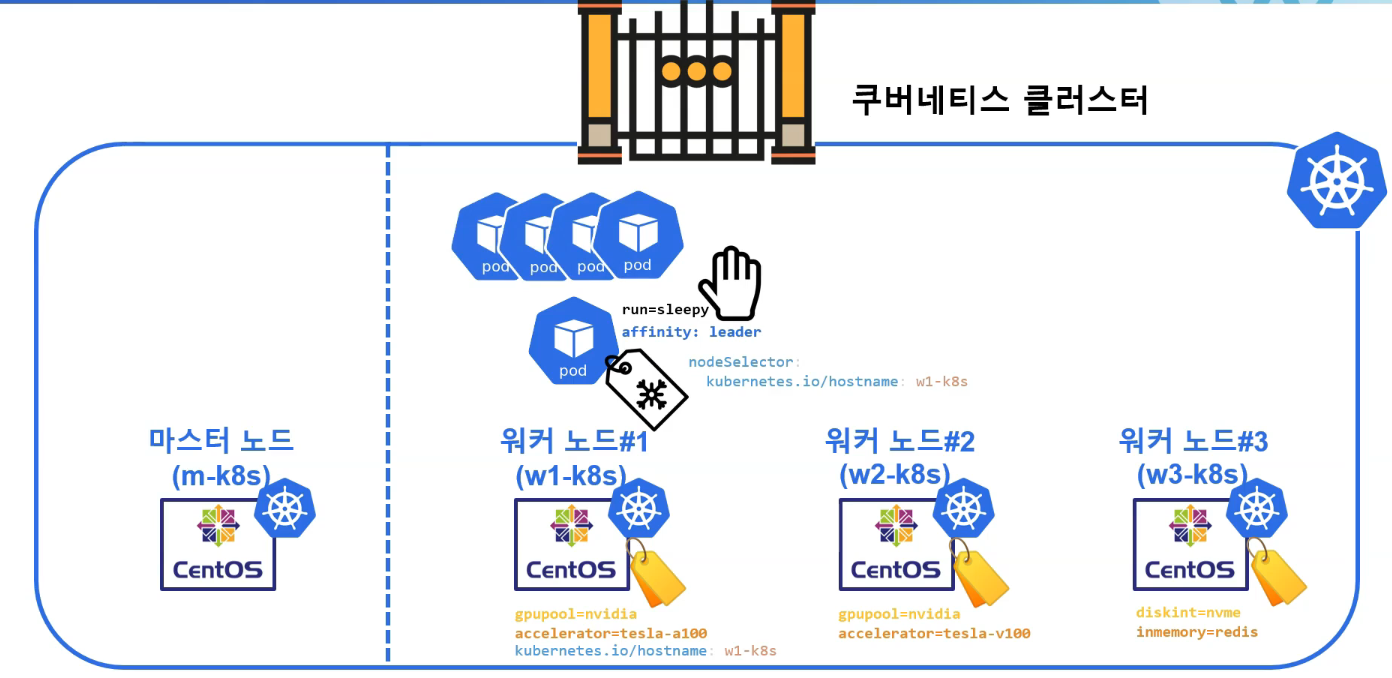 쿠버네티스 클러스터
pod
pod
pod
pod
run=sleepy
affinity: leader
pod
nodeSelector:
kubernetes.io/hostname: w1-k8s
마스터 노드
(m-k8s)
CentOS
워커 노드#1
(w1-k8s)
CentOS
gpupool=nvidia
accelerator=tesla-a100
kubernetes.io/hostname: w1-k8s
워커 노드#2
(w2-k8s)
CentOS
gpupool=nvidia
accelerator=tesla-v100
워커 노드#3
(w3-k8s)
CentOS
diskint=nvme
inmemory=redis